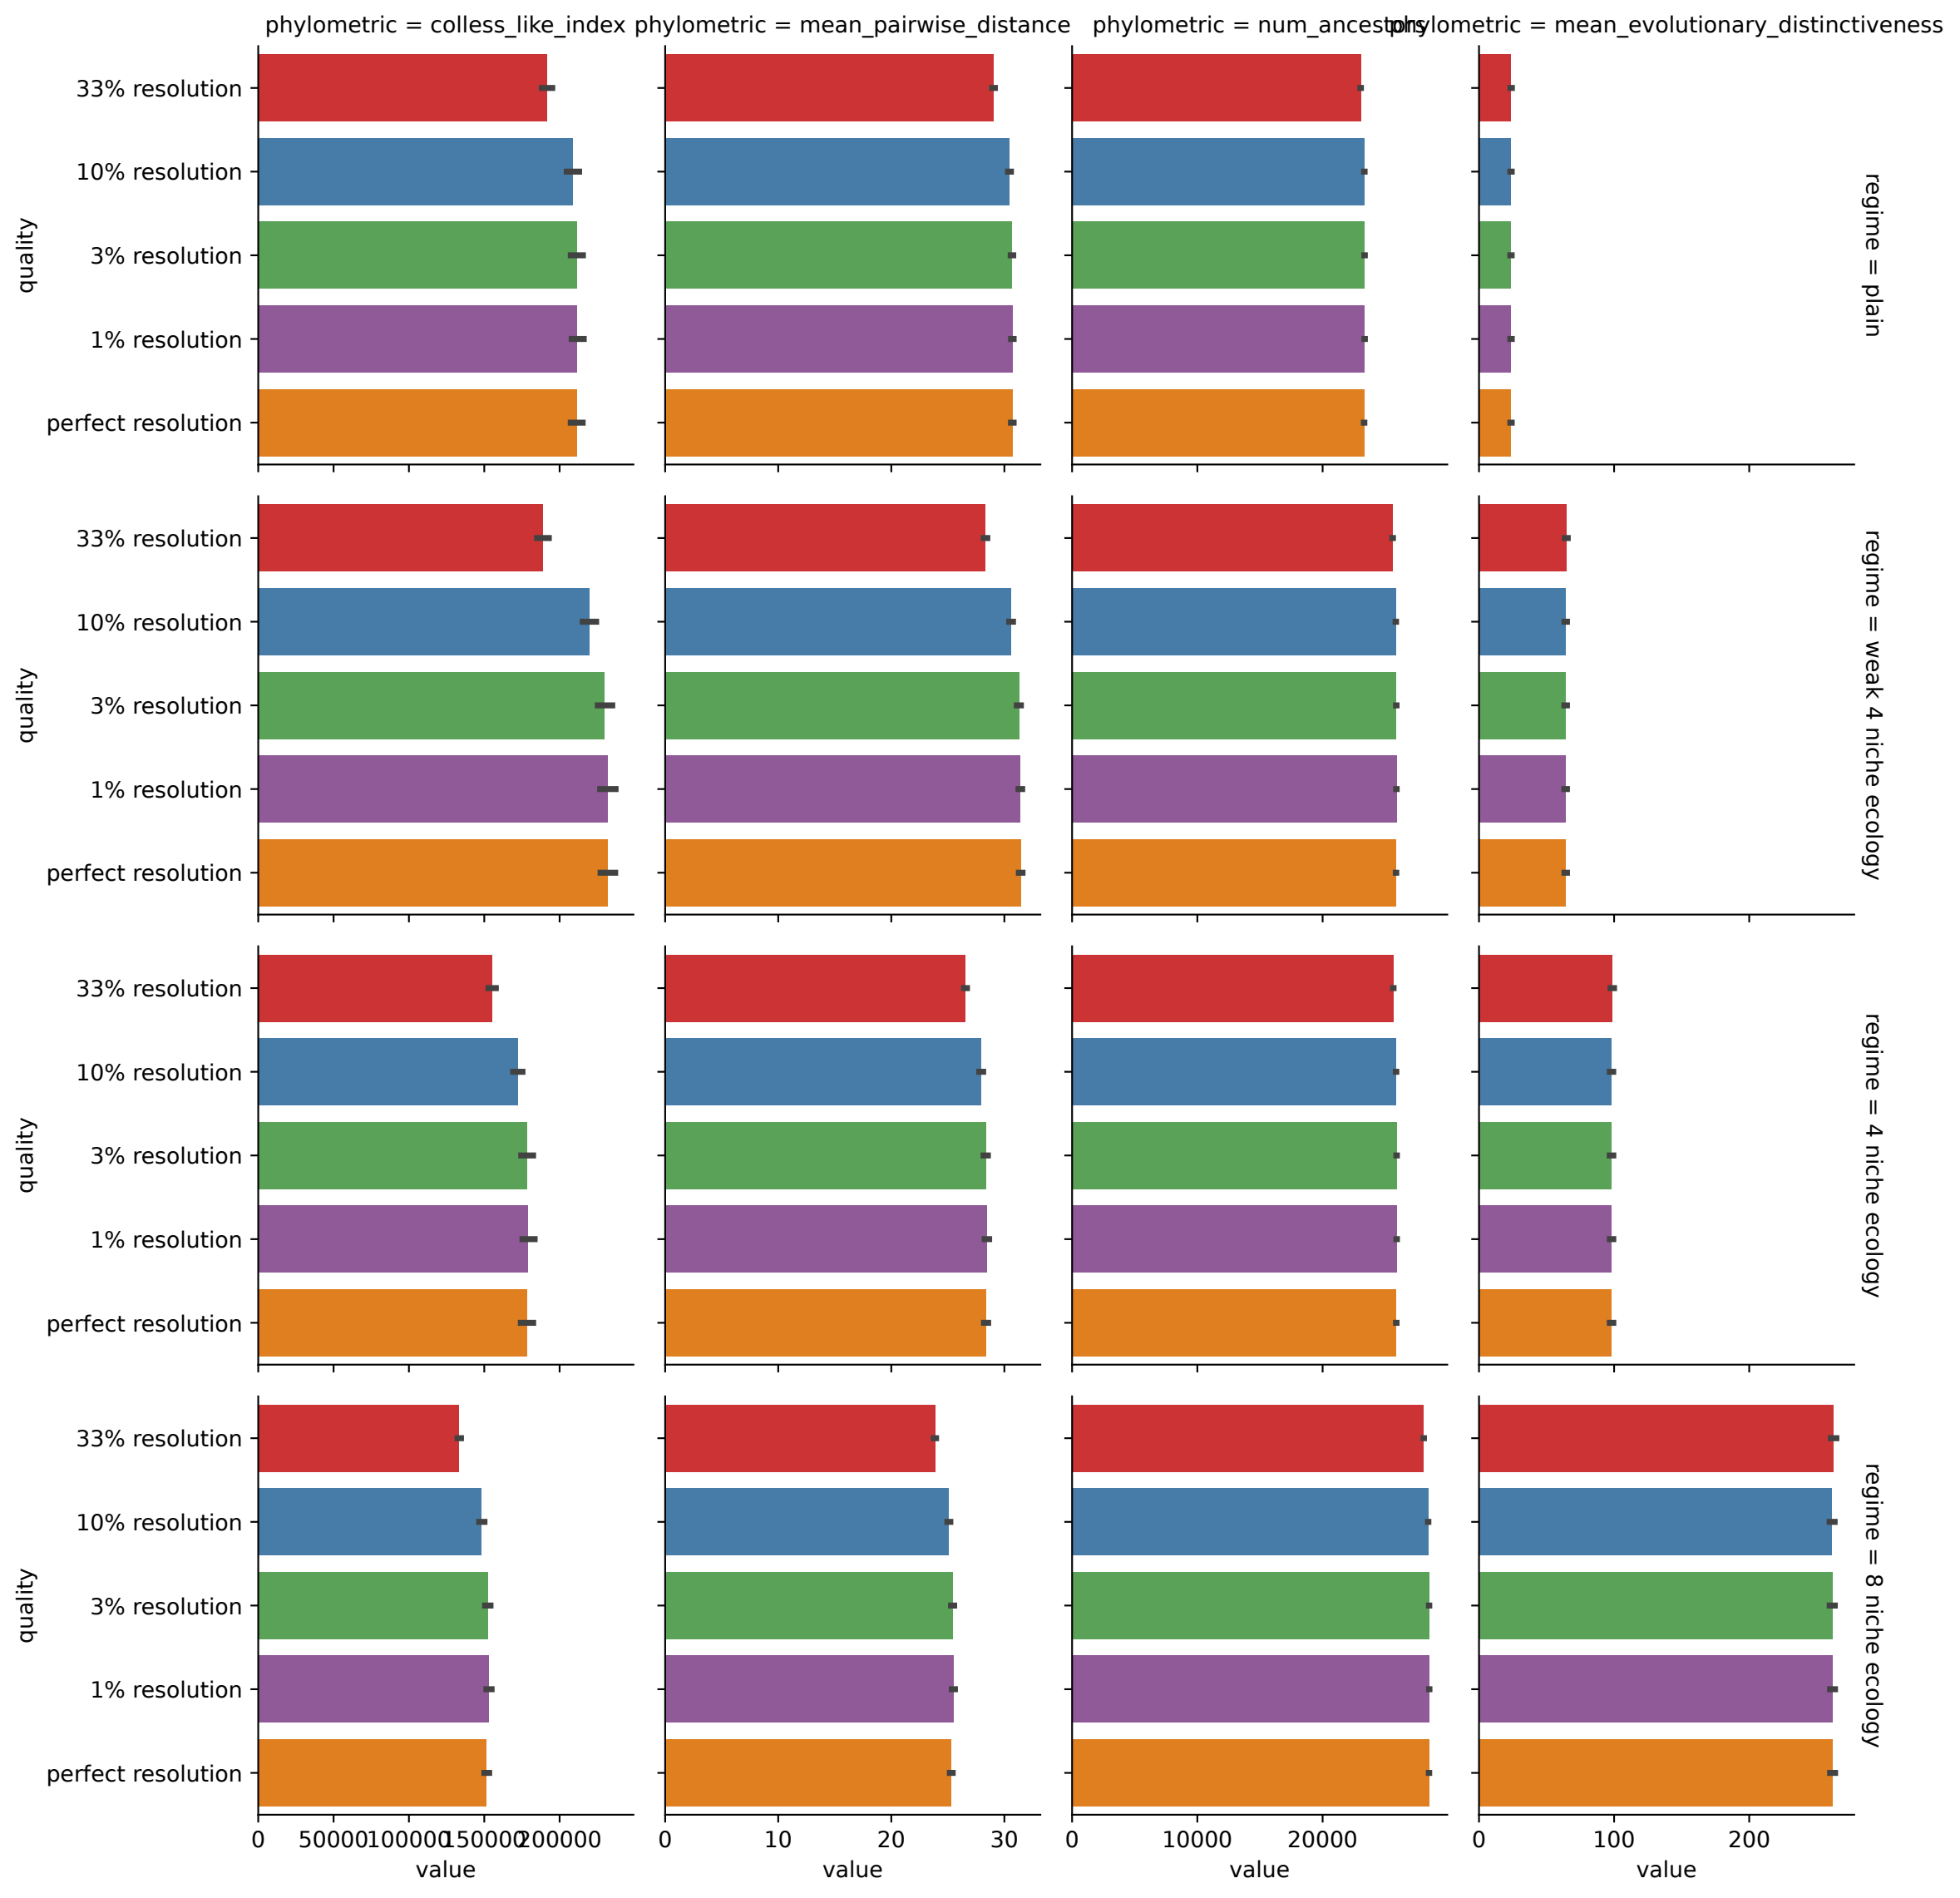 phylometric = colless_like_index
phylometric = mean_pairwise_distance
phylometric = num_ancestors
phylometric = mean_evolutionary_distinctiveness
33% resolution
10% resolution
3% resolution
1% resolution
perfect resolution
quality
regime = plain
33% resolution
10% resolution
3% resolution
1% resolution
perfect resolution
quality
regime = weak 4 niche ecology
33% resolution
10% resolution
3% resolution
1% resolution
perfect resolution
quality
regime = 4 niche ecology
33% resolution
10% resolution
3% resolution
1% resolution
perfect resolution
quality
regime = 8 niche ecology
0 50000 100000 150000 200000
value
0 10 20 30
value
0 10000 20000
value
0 100 200
value